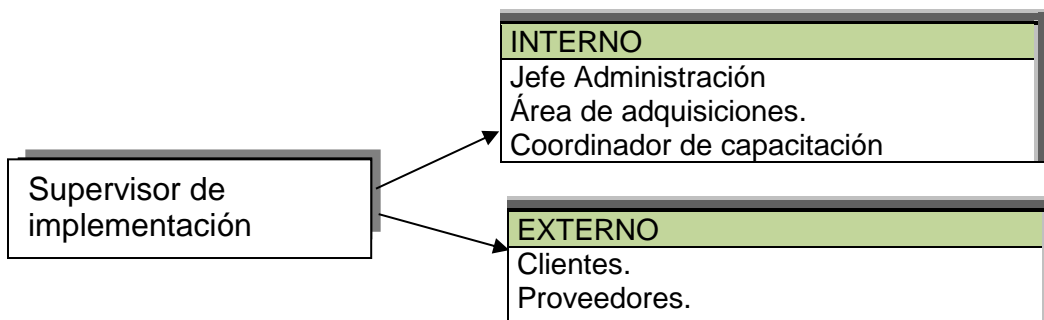 INTERNO
Jefe Administración
Área de adquisiciones.
Coordinador de capacitación
Supervisor de
implementación
EXTERNO
Clientes.
Proveedores.